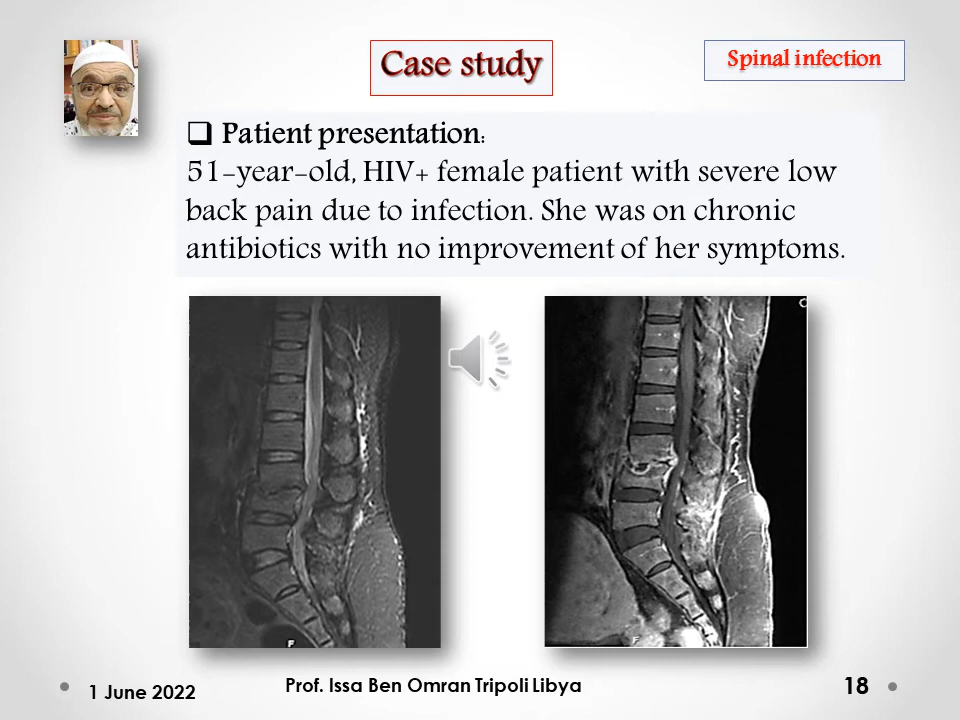 Case study
Spinal infection
❑ Patient presentation:
51-year-old, HIV+ female patient with severe low
back pain due to infection. She was on chronic
antibiotics with no improvement of her symptoms.
F
F
1 June 2022
Prof. Issa Ben Omran Tripoli Libya
18